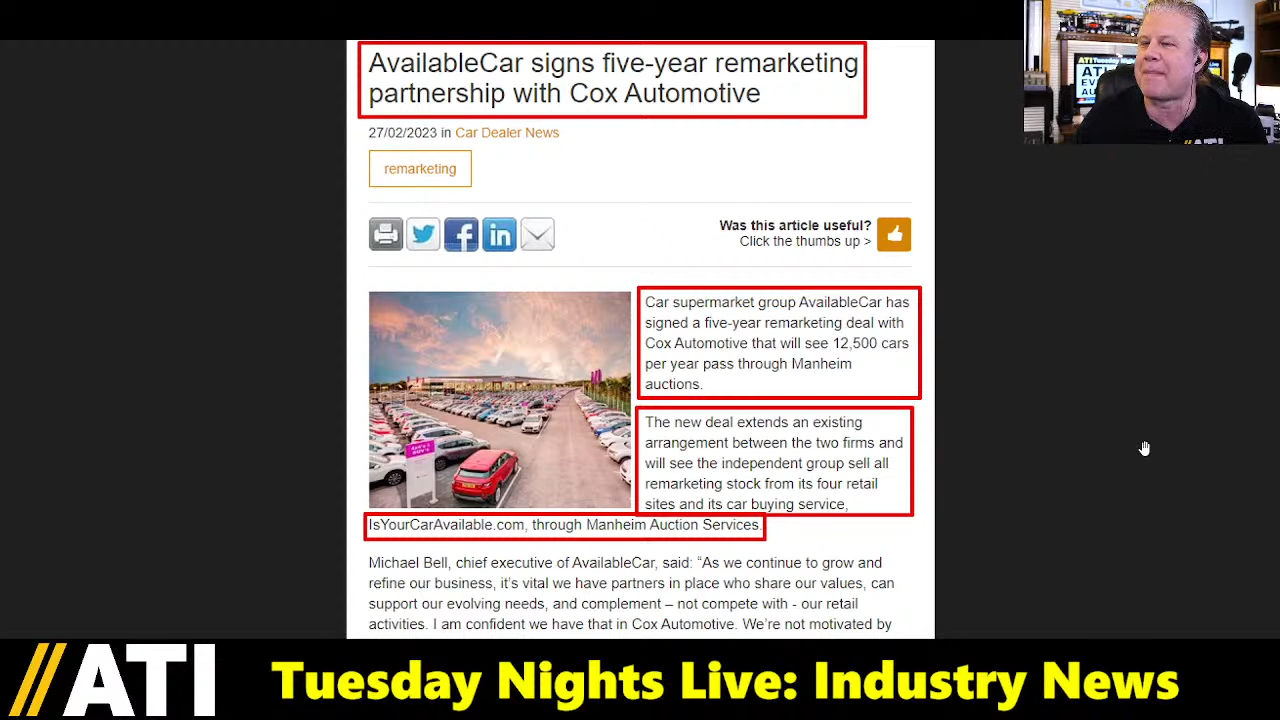 AvailableCar signs five-year remarketing
partnership with Cox Automotive
27/02/2023 in Car Dealer News
remarketing
Was this article useful?
Click the thumbs up >
Car supermarket group AvailableCar has
signed a five-year remarketing deal with
Cox Automotive that will see 12,500 cars
per year pass through Manheim
auctions.
The new deal extends an existing
arrangement between the two firms and
will see the independent group sell all
remarketing stock from its four retail
sites and its car buying service,
IsYourCarAvailable.com, through Manheim Auction Services.
Michael Bell, chief executive of AvailableCar, said: “As we continue to grow and
refine our business, it’s vital we have partners in place who share our values, can
support our evolving needs, and complement – not compete with - our retail
activities. I am confident we have that in Cox Automotive. We’re not motivated by
//ATI
Tuesday Nights Live: Industry News
ATI Tuesday Nigh
Live
ATI
//ATI